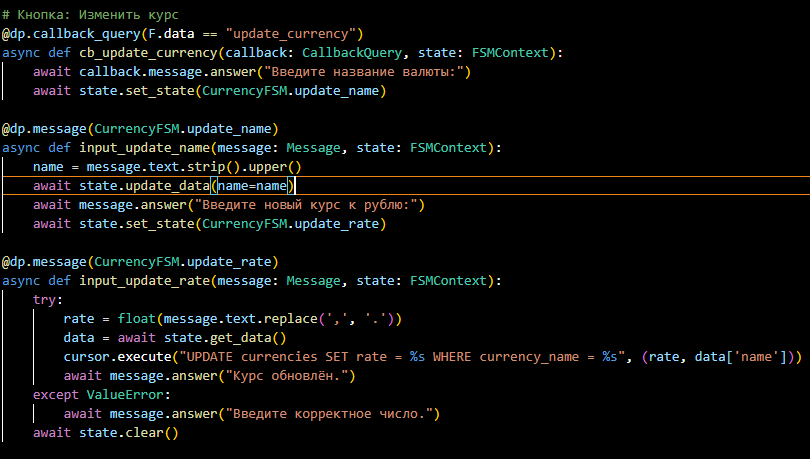 # Кнопка: Изменить курс
@dp.callback_query(F.data == "update_currency")
async def cb_update_currency(callback: CallbackQuery, state: FSMContext):
    await callback.message.answer("Введите название валюты:")
    await state.set_state(CurrencyFSM.update_name)

@dp.message(CurrencyFSM.update_name)
async def input_update_name(message: Message, state: FSMContext):
    name = message.text.strip().upper()
    await state.update_data(name=name)
    await message.answer("Введите новый курс к рублю:")
    await state.set_state(CurrencyFSM.update_rate)

@dp.message(CurrencyFSM.update_rate)
async def input_update_rate(message: Message, state: FSMContext):
    try:
        rate = float(message.text.replace(',', '.'))
        data = await state.get_data()
        cursor.execute("UPDATE currencies SET rate = %s WHERE currency_name = %s", (rate, data['name']))
        await message.answer("Курс обновлён.")
    except ValueError:
        await message.answer("Введите корректное число.")
    await state.clear()